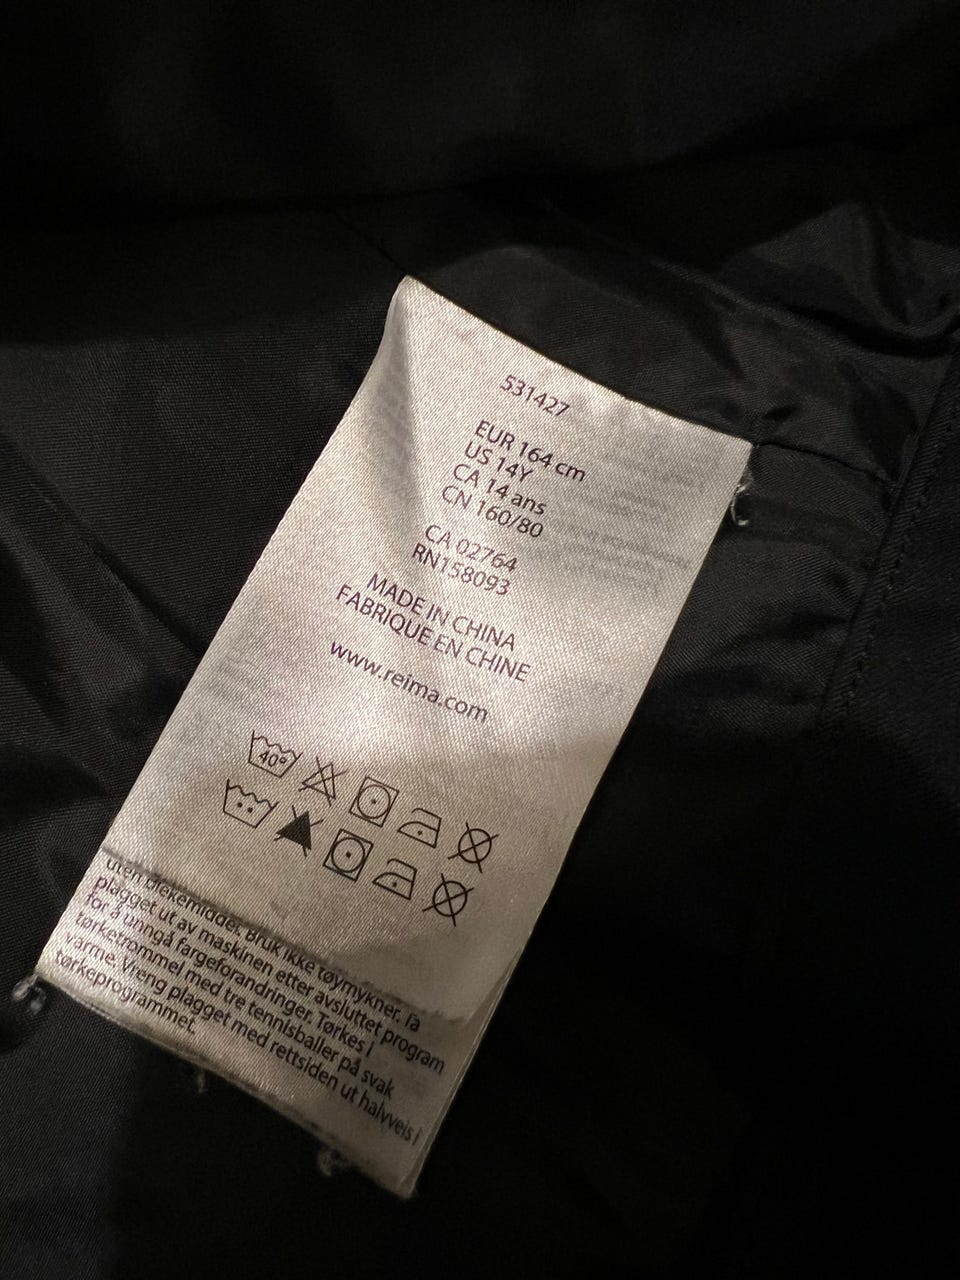 531427
EUR 164 cm
US 14Y
CA 14 ans
CN 160/80
CA 02764
RN158093
MADE IN CHINA
FABRIQUE EN CHINE
www.reima.com
40°
uten blekemiddel. Bruk ikke tøymykner. Ta
plagget ut av maskinen etter avsluttet program
for å unngå fargeforandringer. Tørkes i
tørketrommel med tre tennisballer på svak
varme. Vreng plagget med rettsiden ut halvveis i
tørkeprogrammet.